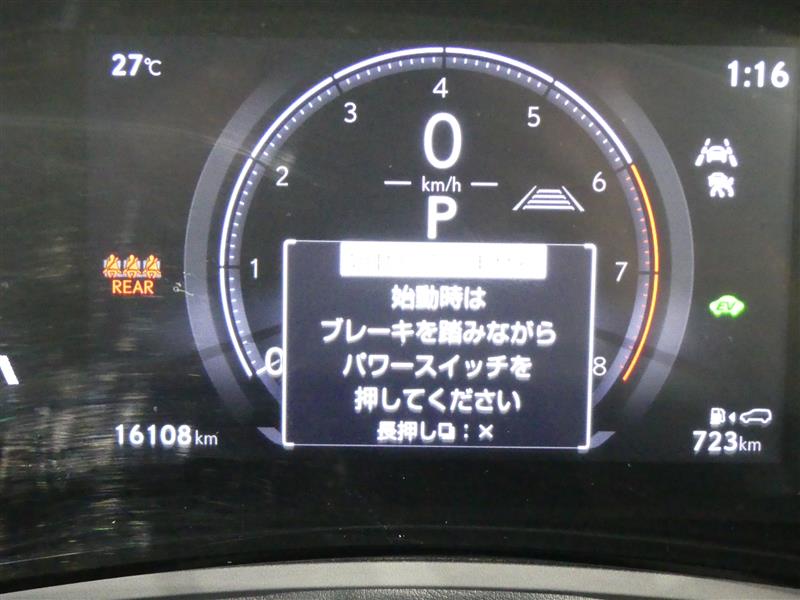 27℃
1:16
0
km/h
P
0
1
2
3
4
5
6
7
8
REAR
EV
始動時は
ブレーキを踏みながら
パワースイッチを
押してください
長押し:×
16108km
723km